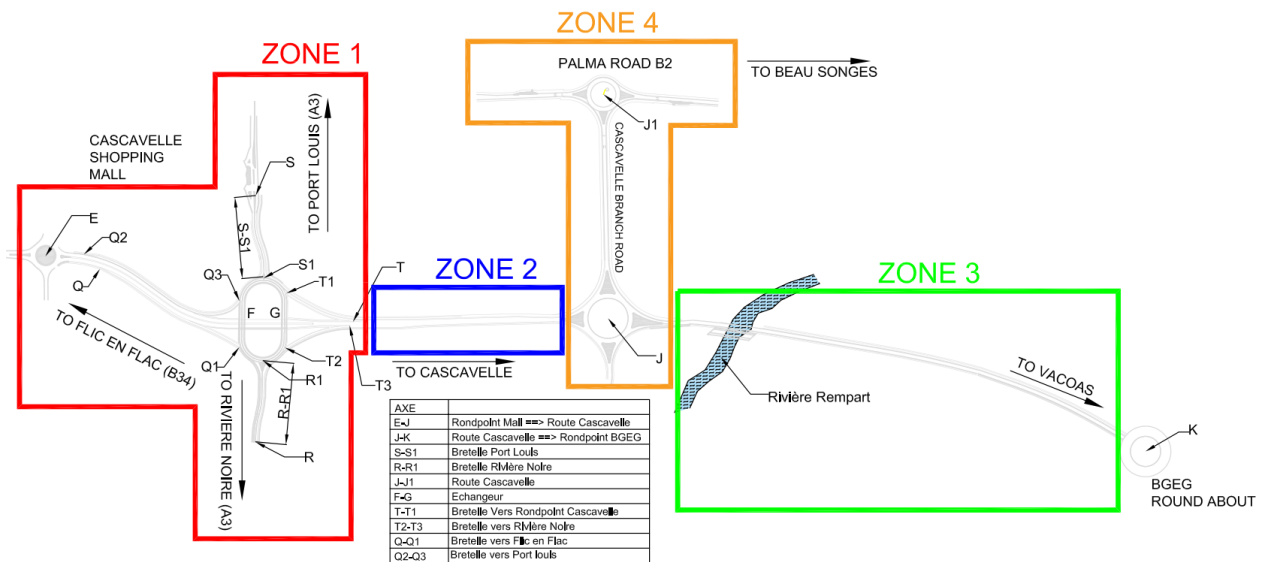 ZONE 1
ZONE 4
PALMA ROAD B2
TO BEAU SONGES
J1
CASCAVELLE
SHOPPING
MALL
TO PORT LOUIS (A3)
S
S-S1
E
Q2
Q
Q3
S1
T1
T
F
G
TO FLIC EN FLAC (B34)
Q1
T2
R1
T3
R-R1
R
TO RIVIERE NOIRE (A3)
ZONE 2
TO CASCAVELLE
CASCAVELLE BRANCH ROAD
J
ZONE 3
Rivière Rempart
TO VACOAS
K
BGEG
ROUND ABOUT
AXE
E-J Rondpoint Mall ==> Route Cascavelle
J-K Route Cascavelle ==> Rondpoint BGEG
S-S1 Bretelle Port Louis
R-R1 Bretelle Rivière Noire
J-J1 Route Cascavelle
F-G Echangeur
T-T1 Bretelle Vers Rondpoint Cascavelle
T2-T3 Bretelle vers Rivière Noire
Q-Q1 Bretelle vers Flic en Flac
Q2-Q3 Bretelle vers Port louis